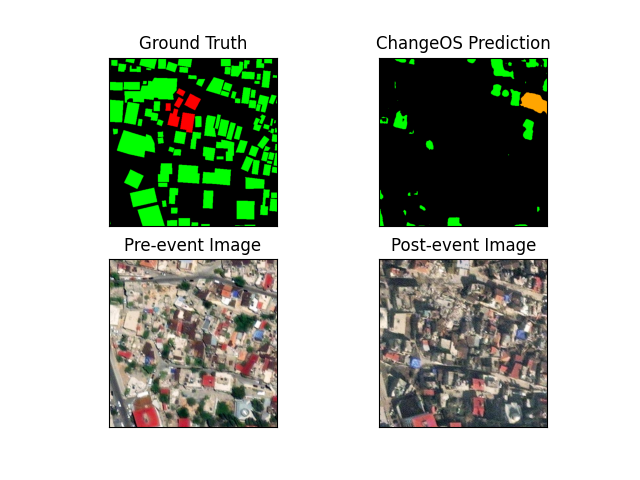 Ground Truth
ChangeOS Prediction
Pre-event Image
Post-event Image